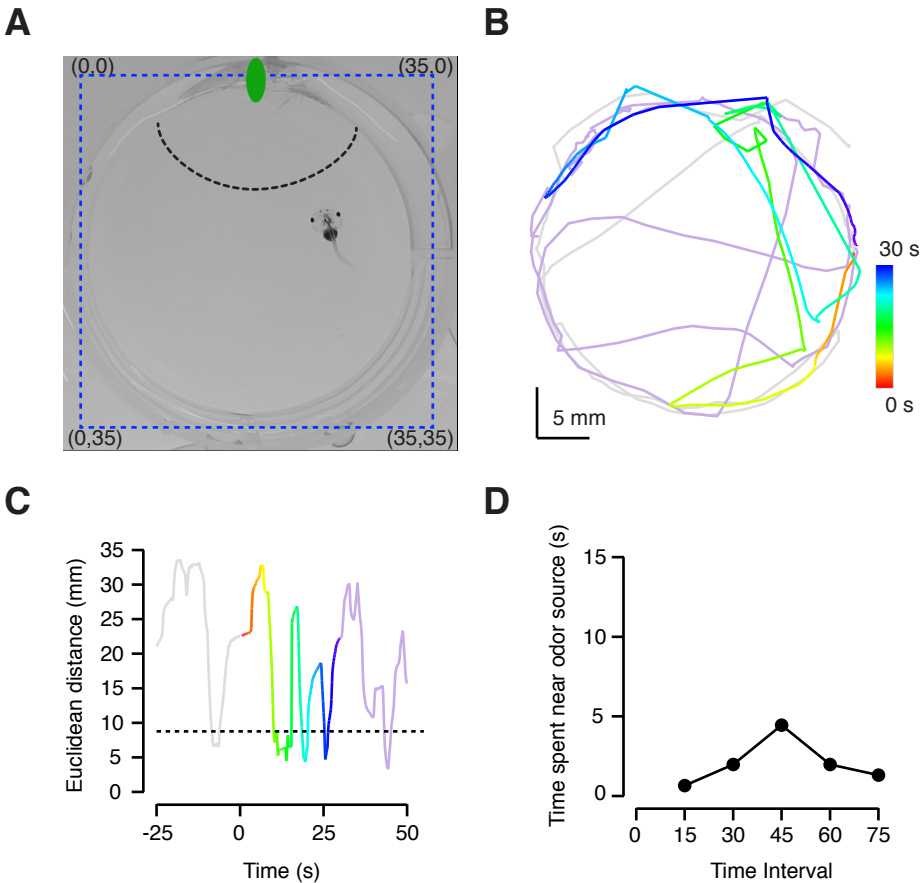 A
(0,0)
(35,0)
(0,35)
(35,35)
B
30 s
0 s
5 mm
C
Euclidean distance (mm)
35
30
25
20
15
10
5
0
-25
0
25
50
Time (s)
D
Time spent near odor source (s)
15
10
5
0
0
15
30
45
60
75
Time Interval